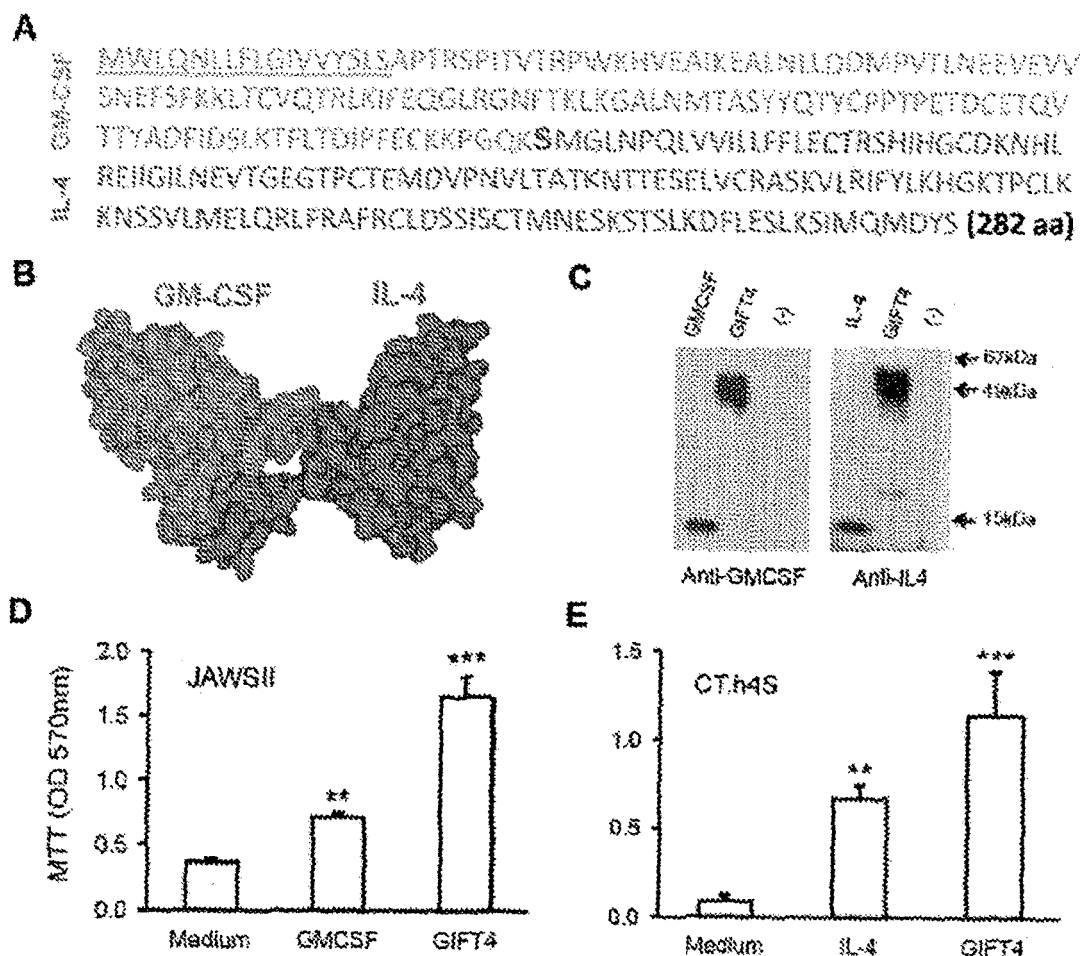 A
GM-CSF
MWLQNLLFLGIVVYSLSAPTRSPITVTRPWKHVEAIKEALNLLDDMPVTLNEEVEVV
SNEFSFKKLTCVQTRLKIFEQGLRGNFTKLKGALNMTASYYQTYCPPTPETDCETQV
TTYADFIDSLKTFLTDIPFECKKPGQKSMGLNPQLVVILLFFLECTRSHIHGCDKNHL
IL-4
REIIGILNEVTGEGTPCTEMDVPNVLTATKNTTESELVCRASKVLRIFYLKHGKTPCLK
KNSSVLMELQRLFRAFRCLDSSISCTMNESKSTSLKDFLESLKSIMQMDYS (282 aa)
B
GM-CSF IL-4
C
GMCSF GIFT4 (-) IL-4 GIFT4 (-)
62kDa
49kDa
15kDa
Anti-GMCSF Anti-IL4
D
MTT (OD 570nm)
JAWSII
2.0
1.5
1.0
0.5
0.0
** ***
Medium GMCSF GIFT4
E
CT.h4S
1.5
1.0
0.5
0.0
** ***
Medium IL-4 GIFT4